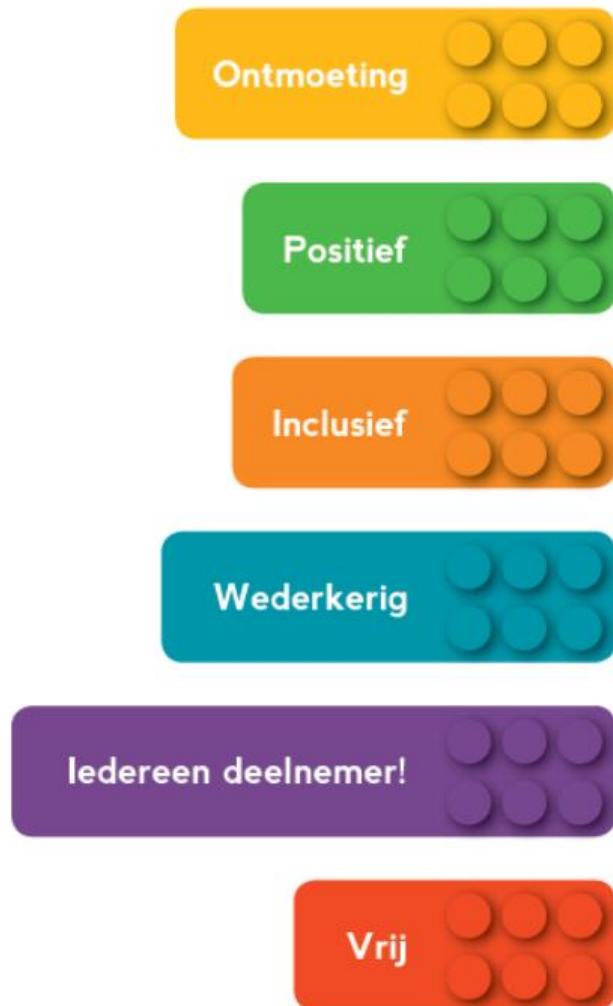 Ontmoeting
Positief
Inclusief
Wederkerig
Iedereen deelnemer!
Vrij